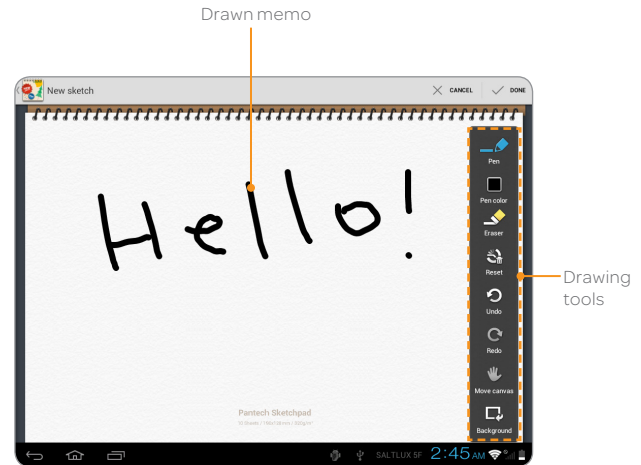 Drawn memo
New sketch
CANCEL
DONE
Hello!
Pen
Pen color
Eraser
Reset
Undo
Redo
Move canvas
Background
Drawing
tools
Pantech Sketchpad
SALTLUX 5F 2:45 AM